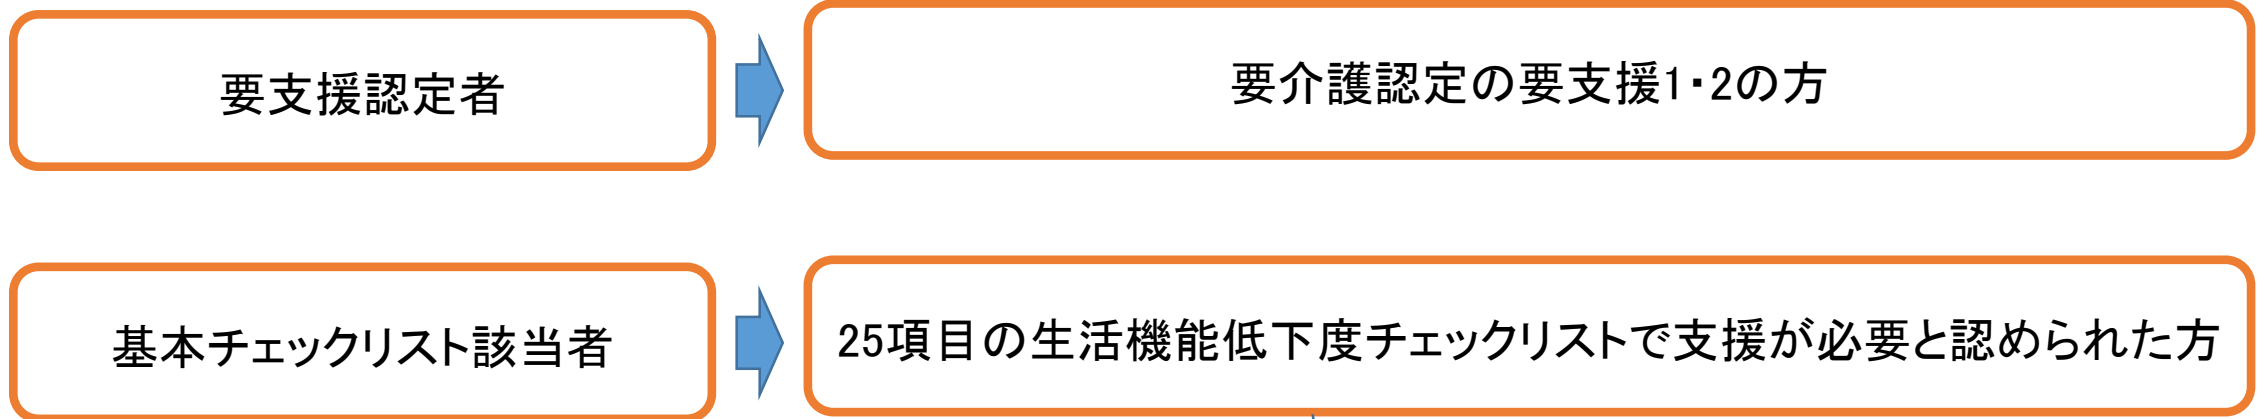 要支援認定者
要介護認定の要支援1・2の方
基本チェックリスト該当者
25項目の生活機能低下度チェックリストで支援が必要と認められた方